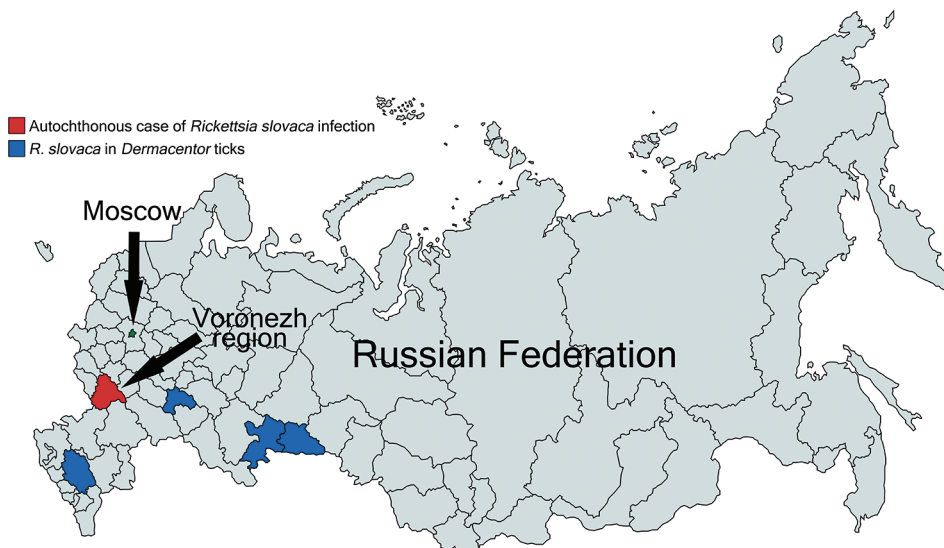 Autochthonous case of Rickettsia slovaca infection
R. slovaca in Dermacentor ticks
Moscow
Voronezh
region
Russian Federation